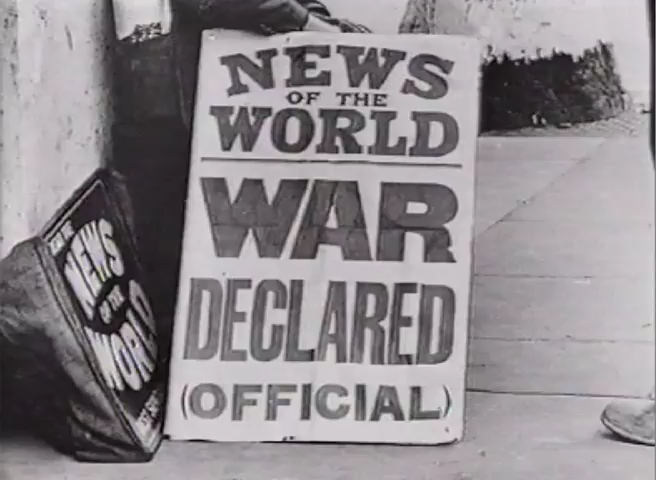 NEWS
OF THE
WORLD
WAR
DECLARED
(OFFICIAL)
NEWS
OF THE
WORLD